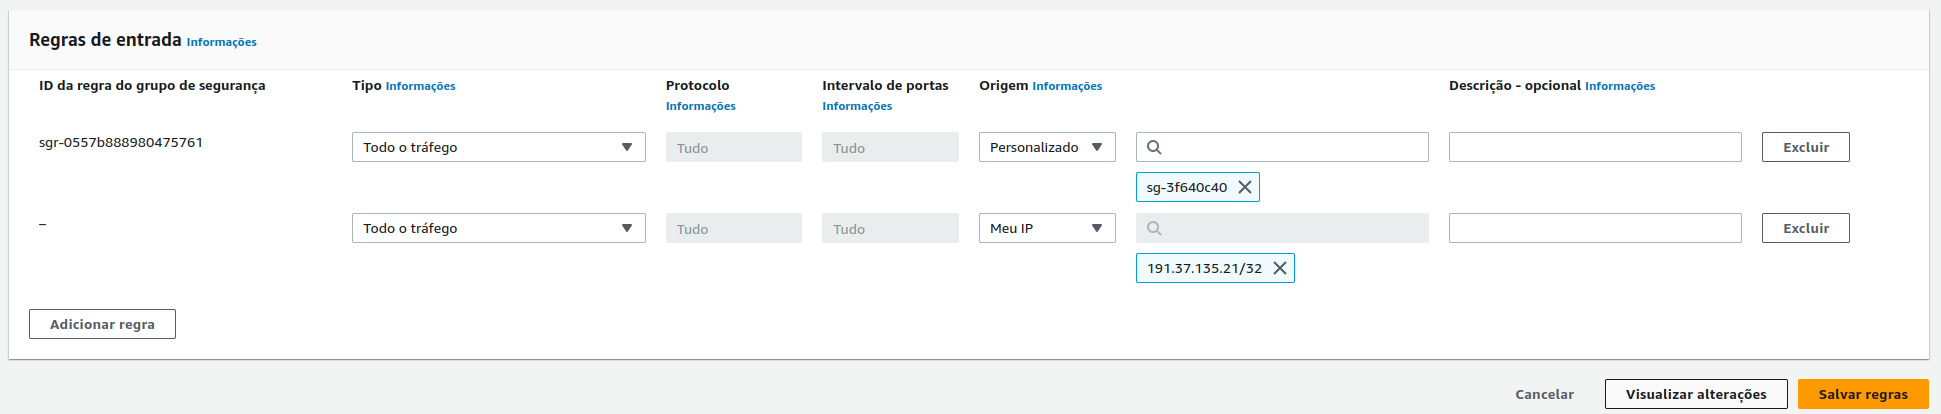 Regras de entrada Informações
ID da regra do grupo de segurança Tipo Informações Protocolo Informações Intervalo de portas Informações Origem Informações Descrição - opcional Informações
sgr-0557b888980475761 Todo o tráfego Tudo Tudo Personalizado Excluir
sg-3f640c40
– Todo o tráfego Tudo Tudo Meu IP Excluir
191.37.135.21/32
Adicionar regra
Cancelar Visualizar alterações Salvar regras